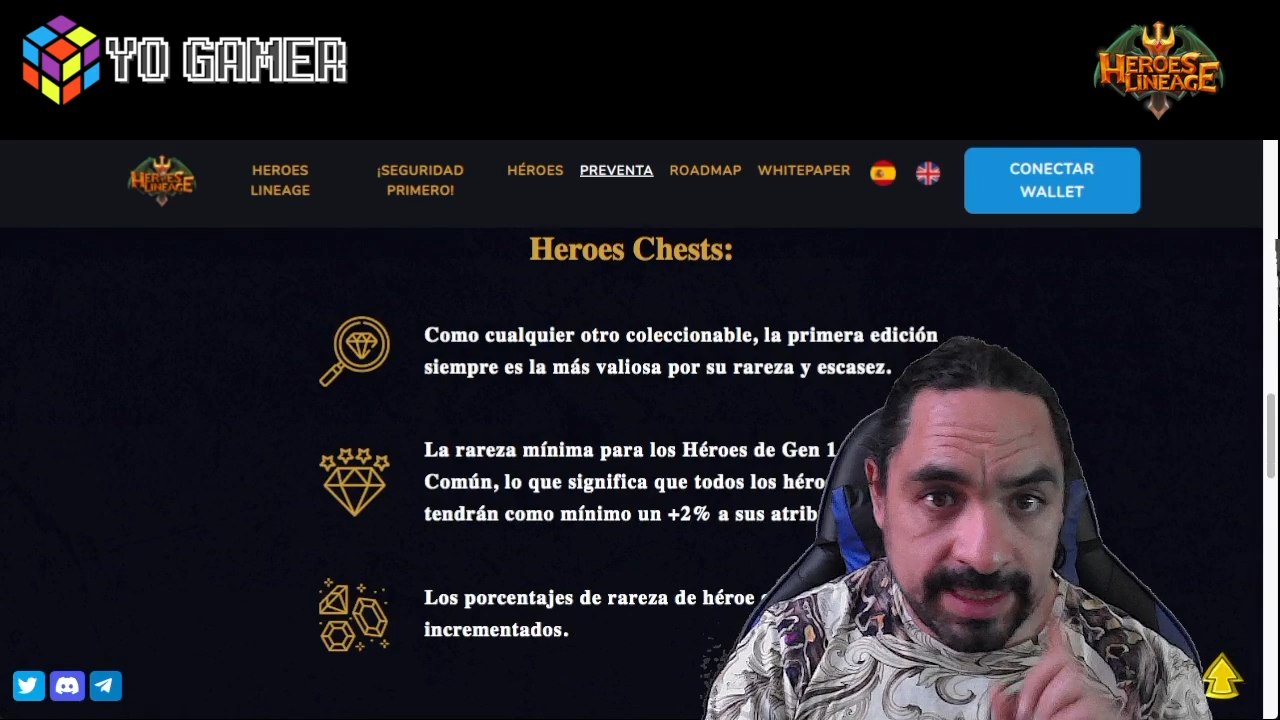 YO GAMER
HEROES
LINEAGE
HEROES
LINEAGE
HEROES
LINEAGE
¡SEGURIDAD
PRIMERO!
HÉROES
PREVENTA
ROADMAP
WHITEPAPER
CONECTAR
WALLET
Heroes Chests:
Como cualquier otro coleccionable, la primera edición
siempre es la más valiosa por su rareza y escasez.
La rareza mínima para los Héroes de Gen 1
Común, lo que significa que todos los héro
tendrán como mínimo un +2% a sus atrib
Los porcentajes de rareza de héroe
incrementados.